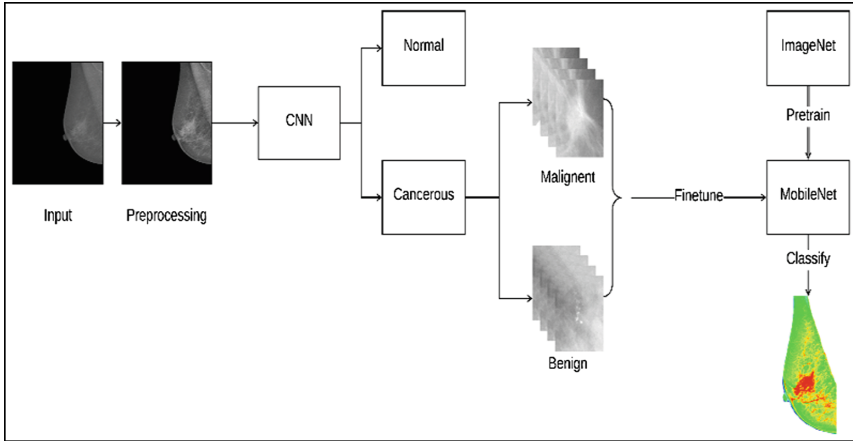 Input
Preprocessing
CNN
Normal
Cancerous
Malignent
Benign
Finetune
ImageNet
Pretrain
MobileNet
Classify